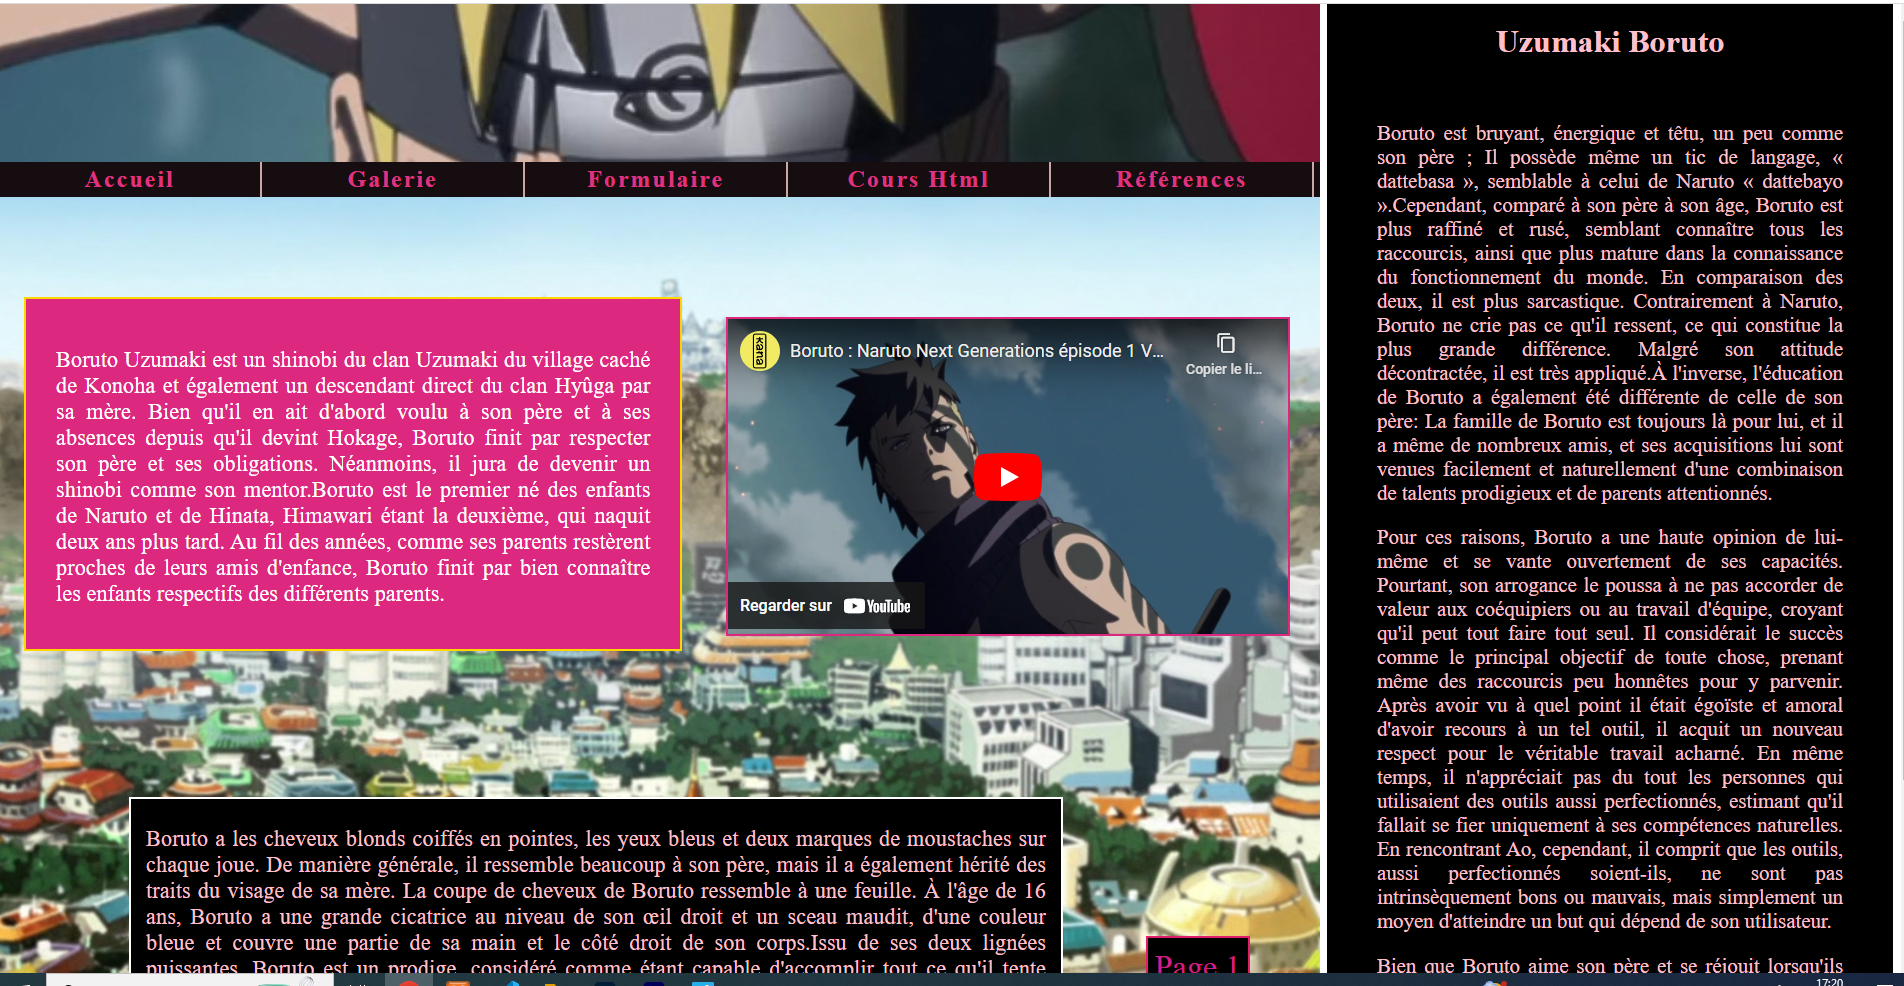 Accueil
Galerie
Formulaire
Cours Html
Références
Boruto Uzumaki est un shinobi du clan Uzumaki du village caché
de Konoha et également un descendant direct du clan Hyûga par
sa mère. Bien qu'il en ait d'abord voulu à son père et à ses
absences depuis qu'il devint Hokage, Boruto finit par respecter
son père et ses obligations. Néanmoins, il jura de devenir un
shinobi comme son mentor.Boruto est le premier né des enfants
de Naruto et de Hinata, Himawari étant la deuxième, qui naquit
deux ans plus tard. Au fil des années, comme ses parents restèrent
proches de leurs amis d'enfance, Boruto finit par bien connaître
les enfants respectifs des différents parents.
kana
Boruto : Naruto Next Generations épisode 1 V...
Copier le li...
Regarder sur YouTube
Boruto a les cheveux blonds coiffés en pointes, les yeux bleus et deux marques de moustaches sur
chaque joue. De manière générale, il ressemble beaucoup à son père, mais il a également hérité des
traits du visage de sa mère. La coupe de cheveux de Boruto ressemble à une feuille. À l'âge de 16
ans, Boruto a une grande cicatrice au niveau de son œil droit et un sceau maudit, d'une couleur
bleue et couvre une partie de sa main et le côté droit de son corps.Issu de ses deux lignées
puissantes, Boruto est un prodige, considéré comme étant capable d'accomplir tout ce qu'il tente
Page 1
Uzumaki Boruto
Boruto est bruyant, énergique et têtu, un peu comme
son père ; Il possède même un tic de langage, «
dattebasa », semblable à celui de Naruto « dattebayo
».Cependant, comparé à son père à son âge, Boruto est
plus raffiné et rusé, semblant connaître tous les
raccourcis, ainsi que plus mature dans la connaissance
du fonctionnement du monde. En comparaison des
deux, il est plus sarcastique. Contrairement à Naruto,
Boruto ne crie pas ce qu'il ressent, ce qui constitue la
plus grande différence. Malgré son attitude
décontractée, il est très appliqué.À l'inverse, l'éducation
de Boruto a également été différente de celle de son
père: La famille de Boruto est toujours là pour lui, et il
a même de nombreux amis, et ses acquisitions lui sont
venues facilement et naturellement d'une combinaison
de talents prodigieux et de parents attentionnés.
Pour ces raisons, Boruto a une haute opinion de lui-
même et se vante ouvertement de ses capacités.
Pourtant, son arrogance le poussa à ne pas accorder de
valeur aux coéquipiers ou au travail d'équipe, croyant
qu'il peut tout faire tout seul. Il considérait le succès
comme le principal objectif de toute chose, prenant
même des raccourcis peu honnêtes pour y parvenir.
Après avoir vu à quel point il était égoïste et amoral
d'avoir recours à un tel outil, il acquit un nouveau
respect pour le véritable travail acharné. En même
temps, il n'appréciait pas du tout les personnes qui
utilisaient des outils aussi perfectionnés, estimant qu'il
fallait se fier uniquement à ses compétences naturelles.
En rencontrant Ao, cependant, il comprit que les outils,
aussi perfectionnés soient-ils, ne sont pas
intrinsèquement bons ou mauvais, mais simplement un
moyen d'atteindre un but qui dépend de son utilisateur.
Bien que Boruto aime son père et se réjouit lorsqu'ils
17:20